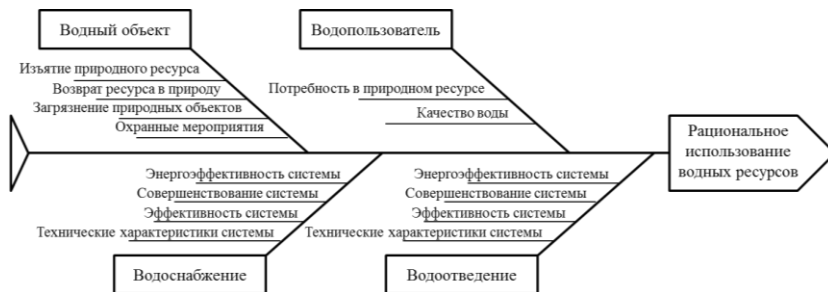 Водный объект
Водопользователь
Изъятие природного ресурса
Возврат ресурса в природу
Загрязнение природных объектов
Охранные мероприятия
Потребность в природном ресурсе
Качество воды
Рациональное
использование
водных ресурсов
Энергоэффективность системы
Совершенствование системы
Эффективность системы
Технические характеристики системы
Энергоэффективность системы
Совершенствование системы
Эффективность системы
Технические характеристики системы
Водоснабжение
Водоотведение